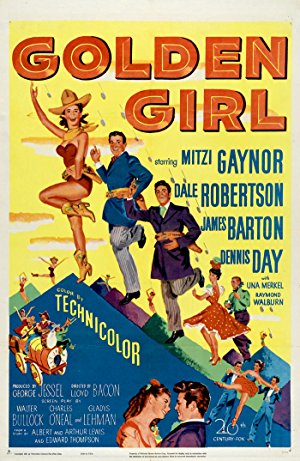 GOLDEN
GIRL
starring MITZI
GAYNOR
DALE
ROBERTSON
JAMES
BARTON
DENNIS
DAY
with
UNA MERKEL
RAYMOND
WALBURN
COLOR BY
TECHNICOLOR
PRODUCED BY
GEORGE JESSEL
DIRECTED BY
LLOYD BACON
SCREEN PLAY BY
WALTER
BULLOCK
CHARLES
O'NEAL and
GLADYS
LEHMAN
ALBERT and ARTHUR LEWIS
and EDWARD THOMPSON
20th
CENTURY-FOX